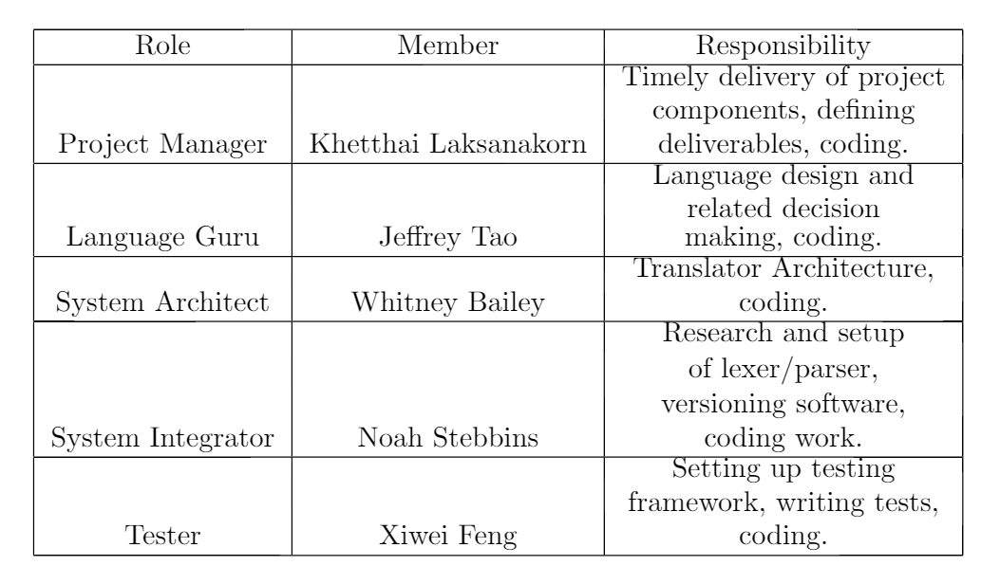 Role Member Responsibility
Timely delivery of project
components, defining
Project Manager Khetthai Laksanakorn deliverables, coding.
Language design and
related decision
Language Guru Jeffrey Tao making, coding.
Translator Architecture,
System Architect Whitney Bailey coding.
Research and setup
of lexer/parser,
versioning software,
System Integrator Noah Stebbins coding work.
Setting up testing
framework, writing tests,
Tester Xiwei Feng coding.